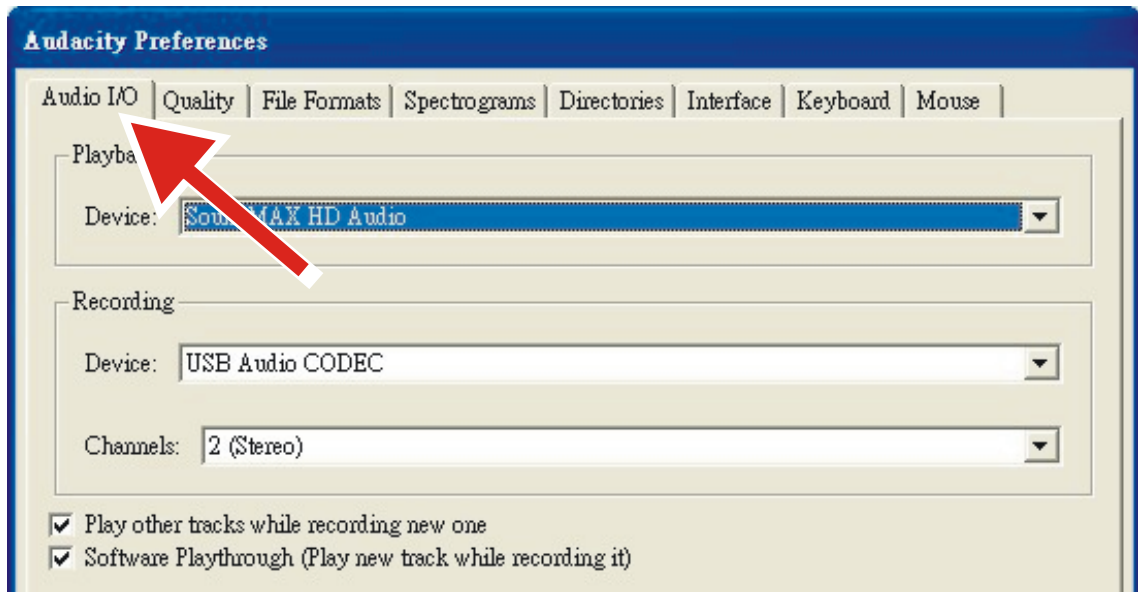 Audacity Preferences
Audio I/O Quality File Formats Spectrograms Directories Interface Keyboard Mouse
Device: MAX HD Audio
Recording
Device: USB Audio CODEC
Channels: 2 (Stereo)
Play other tracks while recording new one
Software Playthrough (Play new track while recording it)